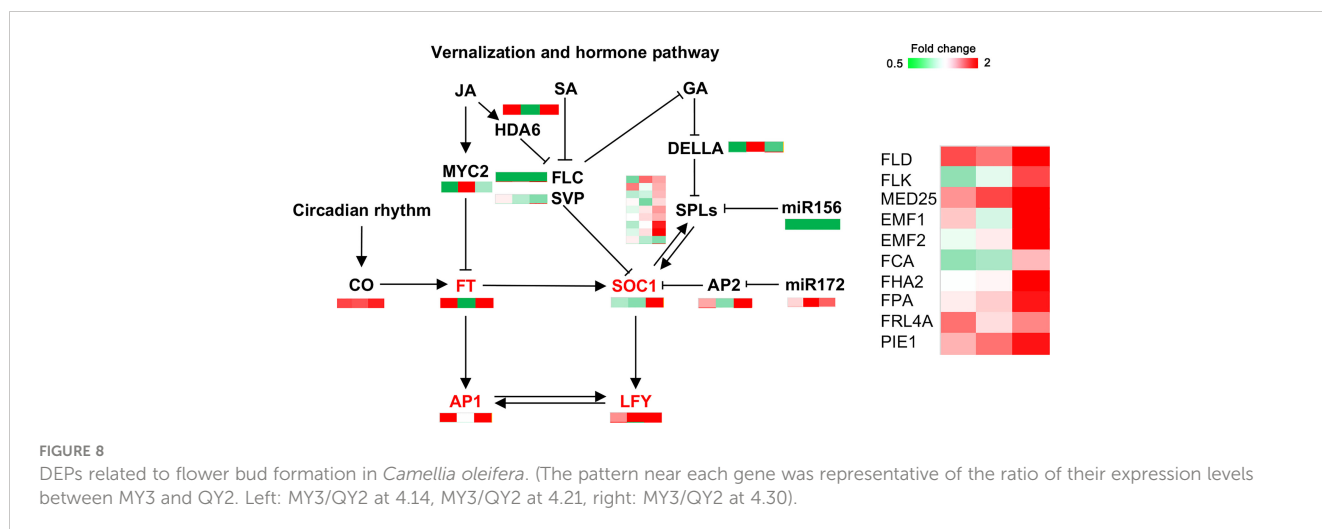 Vernalization and hormone pathway
Fold change
0.5 2
JA SA GA
HDA6
DELLA
MYC2 FLC
SVP SPLs miR156
Circadian rhythm
CO FT SOC1 AP2 miR172
AP1 LFY
FLD
FLK
MED25
EMF1
EMF2
FCA
FHA2
FPA
FRL4A
PIE1
FIGURE 8
DEPs related to flower bud formation in Camellia oleifera. (The pattern near each gene was representative of the ratio of their expression levels
between MY3 and QY2. Left: MY3/QY2 at 4.14, MY3/QY2 at 4.21, right: MY3/QY2 at 4.30).